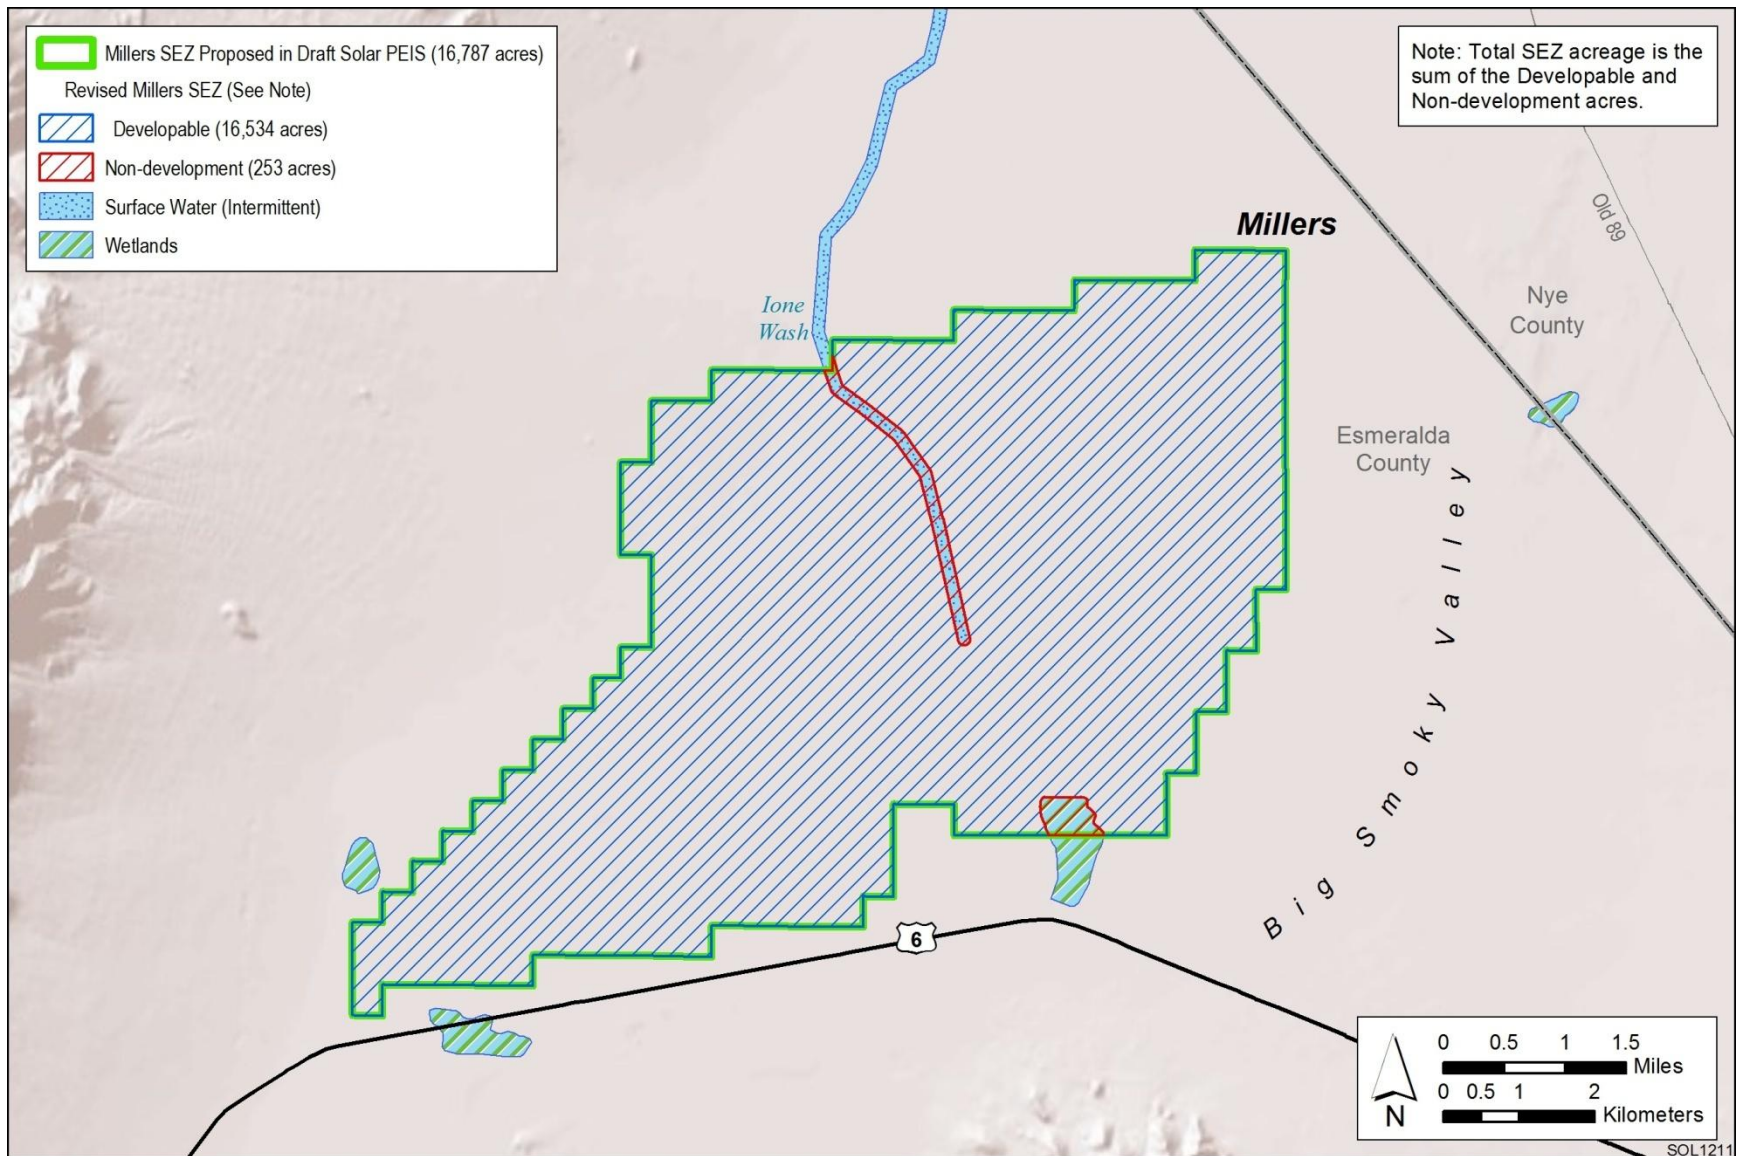 Millers SEZ Proposed in Draft Solar PEIS (16,787 acres)
Revised Millers SEZ (See Note)
Developable (16,534 acres)
Non-development (253 acres)
Surface Water (Intermittent)
Wetlands
Note: Total SEZ acreage is the
sum of the Developable and
Non-development acres.
Old 89
Millers
Ione
Wash
Nye
County
Esmeralda
County
Big Smoky Valley
6
0 0.5 1 1.5
Miles
0 0.5 1 2
Kilometers
N
SOL1211